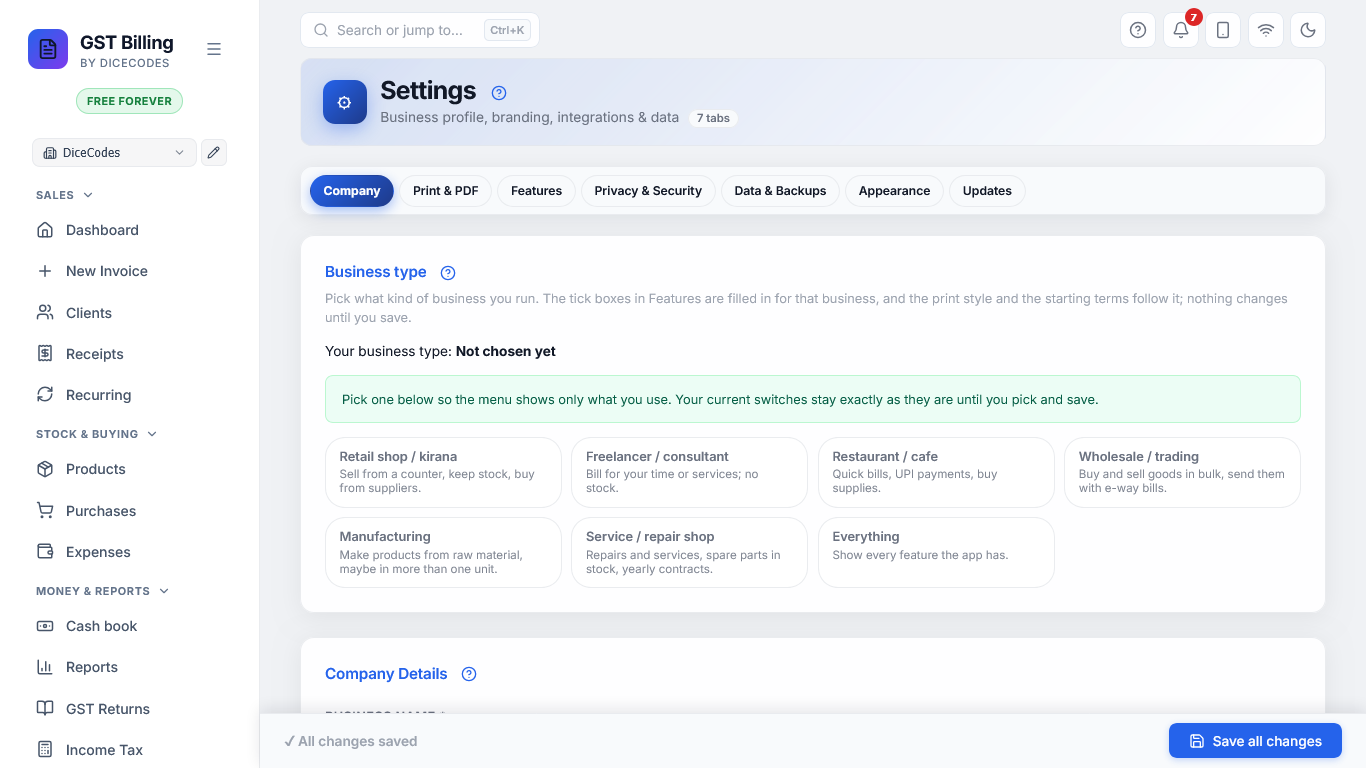 GST Billing
BY DICECODES
FREE FOREVER
DiceCodes
SALES
Dashboard
New Invoice
Clients
Receipts
Recurring
STOCK & BUYING
Products
Purchases
Expenses
MONEY & REPORTS
Cash book
Reports
GST Returns
Income Tax
Search or jump to...
Ctrl+K
7
Settings
Business profile, branding, integrations & data
7 tabs
Company
Print & PDF
Features
Privacy & Security
Data & Backups
Appearance
Updates
Business type
Pick what kind of business you run. The tick boxes in Features are filled in for that business, and the print style and the starting terms follow it; nothing changes
until you save.
Your business type: Not chosen yet
Pick one below so the menu shows only what you use. Your current switches stay exactly as they are until you pick and save.
Retail shop / kirana
Sell from a counter, keep stock, buy
from suppliers.
Freelancer / consultant
Bill for your time or services; no
stock.
Restaurant / cafe
Quick bills, UPI payments, buy
supplies.
Wholesale / trading
Buy and sell goods in bulk, send them
with e-way bills.
Manufacturing
Make products from raw material,
maybe in more than one unit.
Service / repair shop
Repairs and services, spare parts in
stock, yearly contracts.
Everything
Show every feature the app has.
Company Details
✓ All changes saved
Save all changes